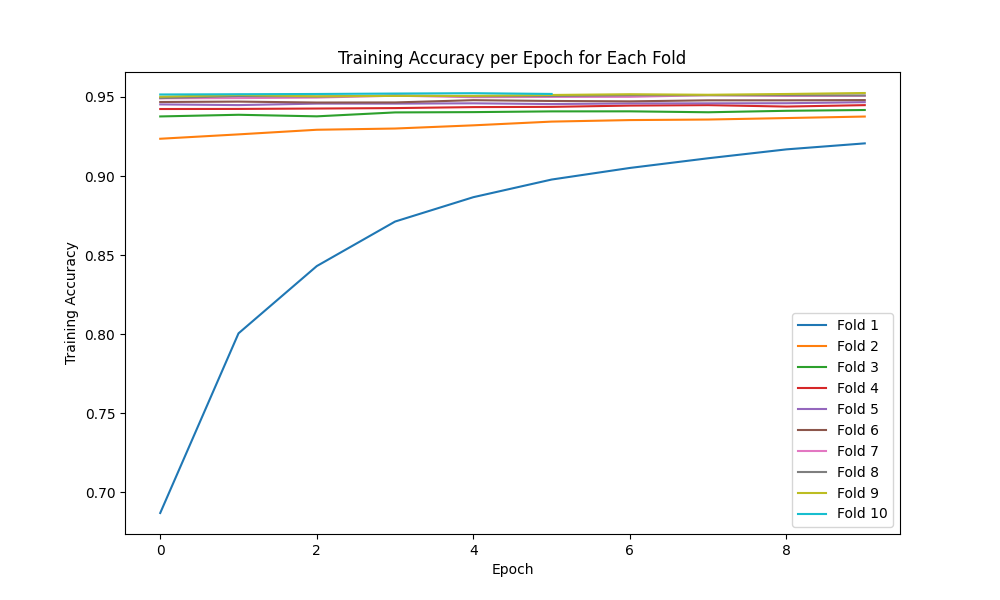 Training Accuracy per Epoch for Each Fold
0.95
0.90
0.85
0.80
0.75
0.70
Training Accuracy
0 2 4 6 8
Epoch
Fold 1
Fold 2
Fold 3
Fold 4
Fold 5
Fold 6
Fold 7
Fold 8
Fold 9
Fold 10